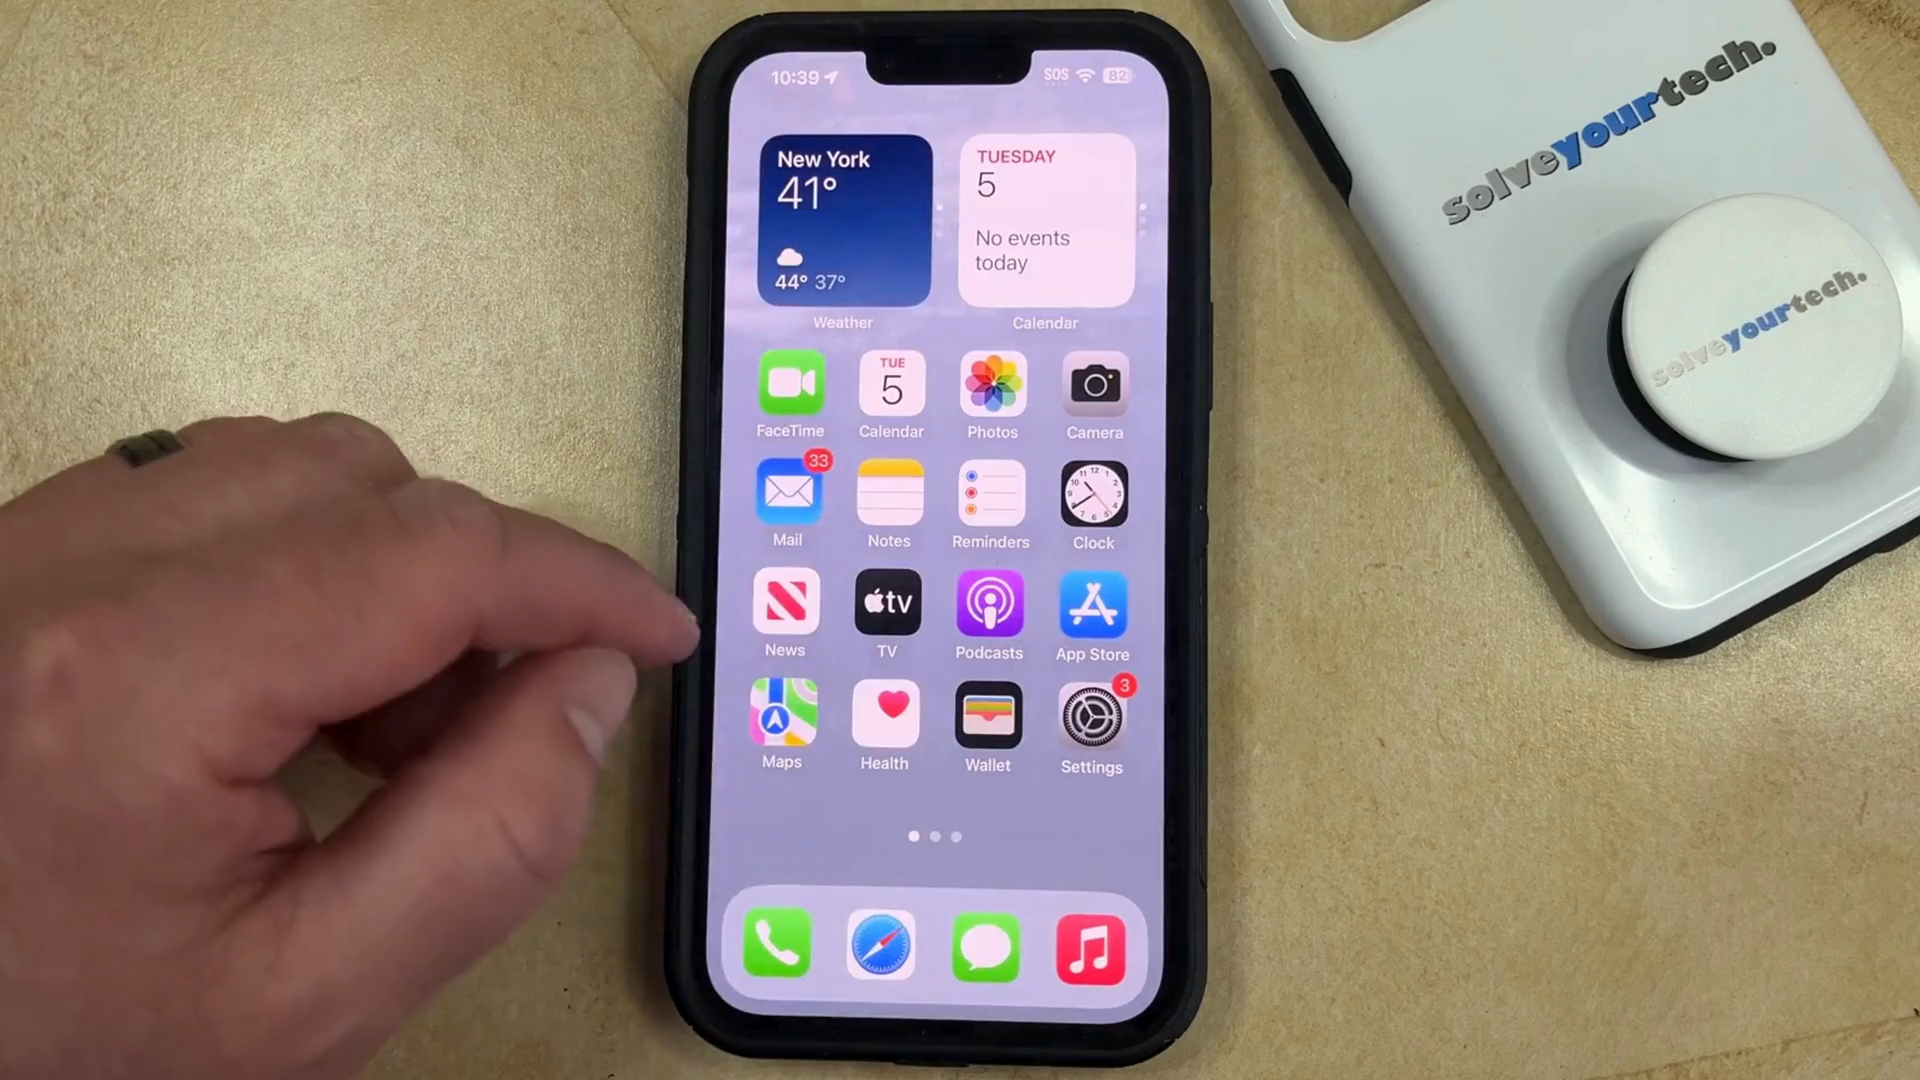 10:39
SOS 82
New York
41°
44° 37°
Weather
TUESDAY
5
No events
today
Calendar
FaceTime
TUE
5
Calendar
Photos
Camera
33
Mail
Notes
Reminders
Clock
News
tv
TV
Podcasts
App Store
Maps
Health
Wallet
3
Settings
solveyourtech.
solveyourtech.